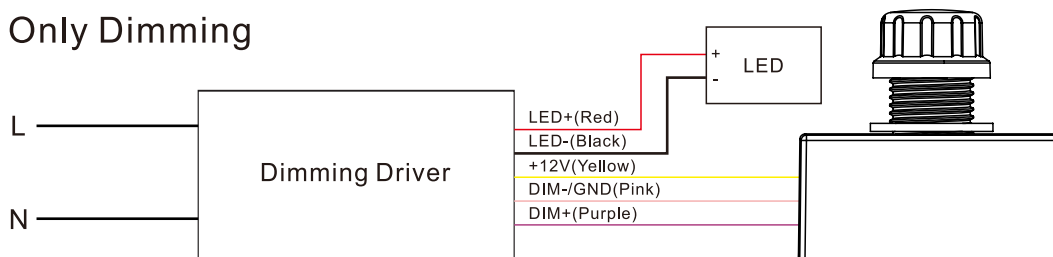 Only Dimming
L
N
Dimming Driver
LED+(Red)
LED-(Black)
+12V(Yellow)
DIM-/GND(Pink)
DIM+(Purple)
+
-
LED